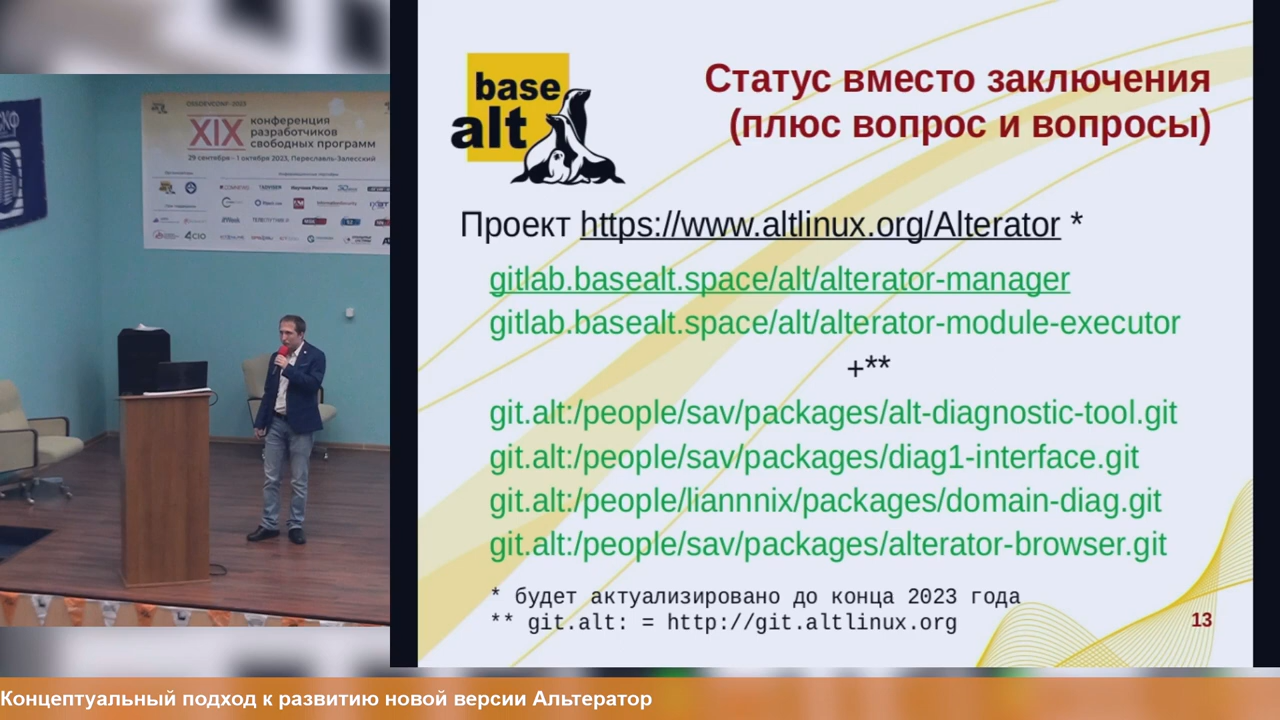 OSSDEVCONF-2023
XIX
конференция
разработчиков
свободных программ
29 сентября – 1 октября 2023, Переславль-Залесский
base
alt
Статус вместо заключения
(плюс вопрос и вопросы)
Проект https://www.altlinux.org/Alterator *
gitlab.basealt.space/alt/alterator-manager
gitlab.basealt.space/alt/alterator-module-executor
+**
git.alt:/people/sav/packages/alt-diagnostic-tool.git
git.alt:/people/sav/packages/diag1-interface.git
git.alt:/people/liannnix/packages/domain-diag.git
git.alt:/people/sav/packages/alterator-browser.git
* будет актуализировано до конца 2023 года
** git.alt: = http://git.altlinux.org
13
Концептуальный подход к развитию новой версии Альтератор